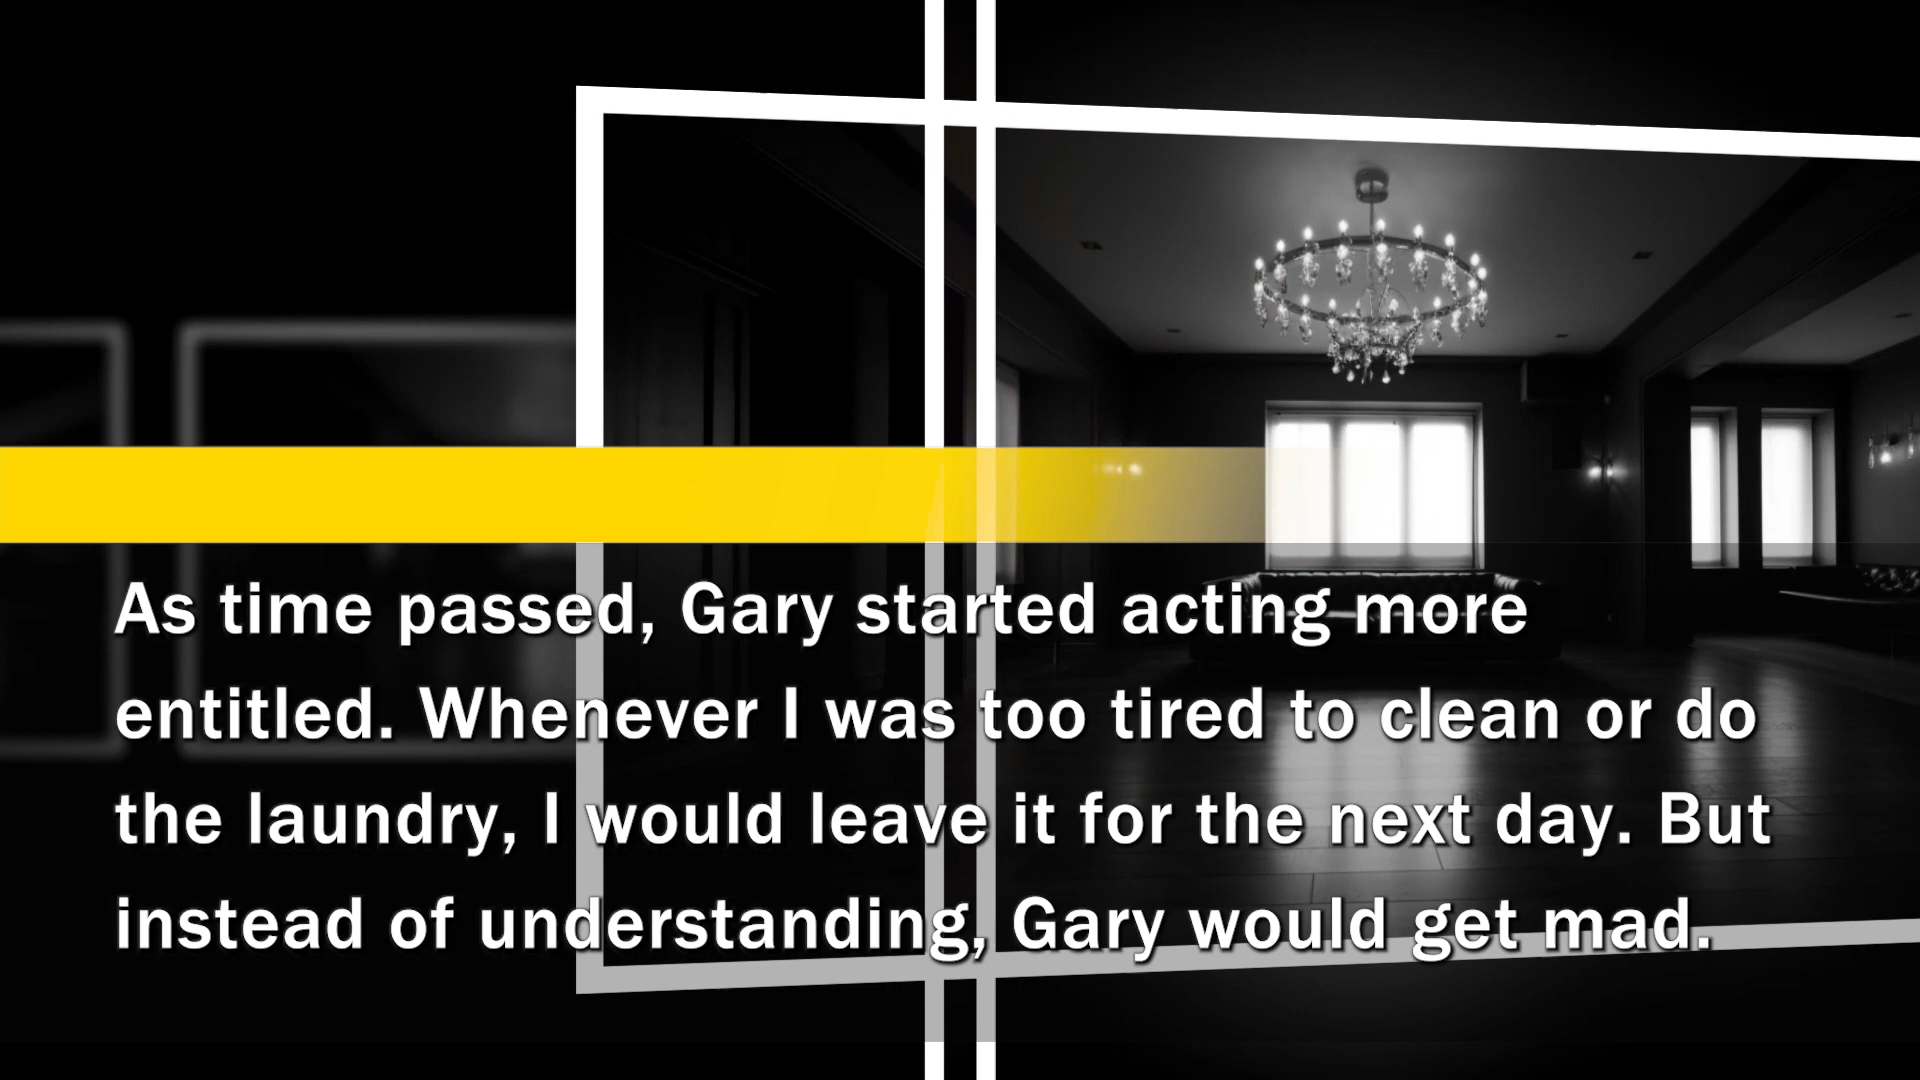 As time passed, Gary started acting more
entitled. Whenever I was too tired to clean or do
the laundry, I would leave it for the next day. But
instead of understanding, Gary would get mad.